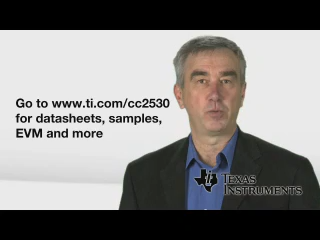 Go to www.ti.com/cc2530
for datasheets, samples,
EVM and more
TEXAS
INSTRUMENTS